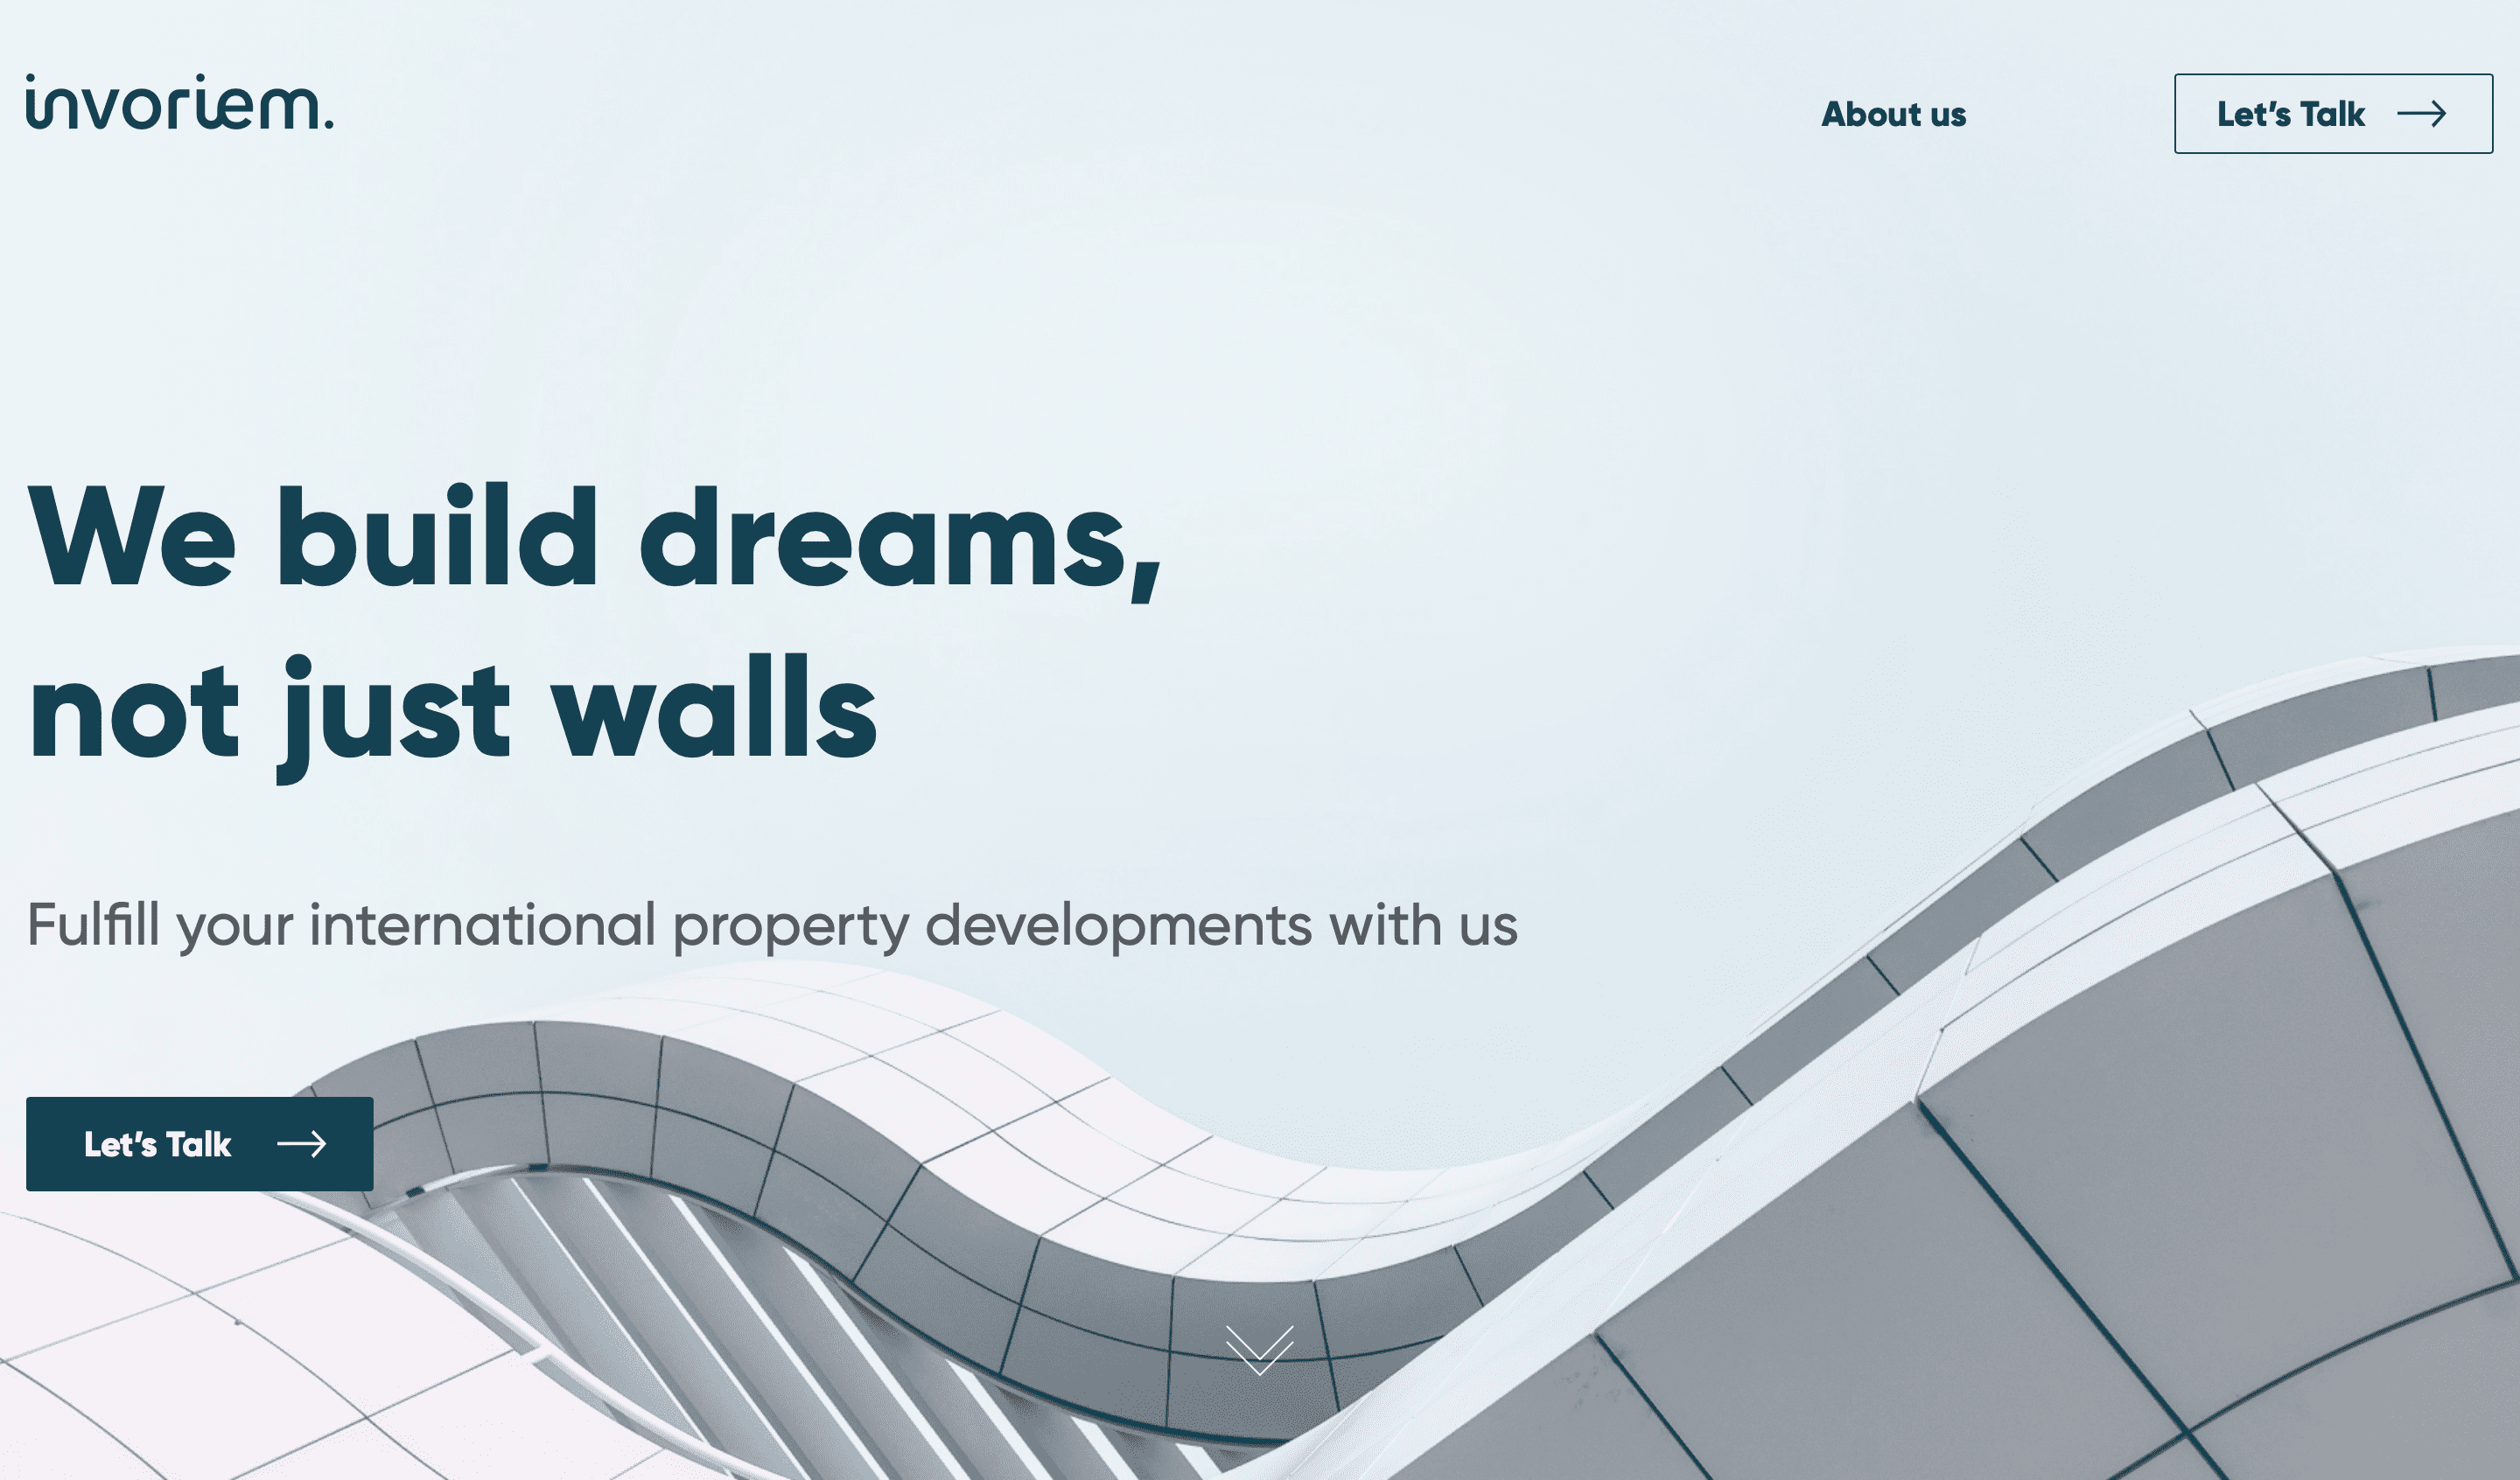 invoriem.
About us
Let's Talk
We build dreams,
not just walls
Fulfill your international property developments with us
Let's Talk